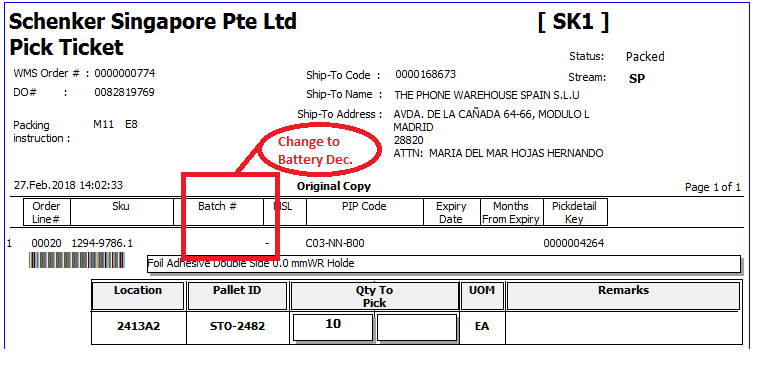 Schenker Singapore Pte Ltd [ SK1 ]
Pick Ticket
Status: Packed
WMS Order # : 0000000774 Ship-To Code : 0000168673 Stream: SP
DO# : 0082819769 Ship-To Name : THE PHONE WAREHOUSE SPAIN S.L.U
Ship-To Address : AVDA. DE LA CAÑADA 64-66, MODULO L
Packing instruction : M11 E8 MADRID
28820
ATTN: MARIA DEL MAR HOJAS HERNANDO
Change to
Battery Dec.
27.Feb.2018 14:02:33 Original Copy Page 1 of 1
Order Line# Sku Batch # PIP Code Expiry Date Months From Expiry Pickdetail Key
1 00020 1294-9786.1 - C03-NN-B00 0000004264
Foil Adhesive Double Side 0.0 mmWR Holde
Location Pallet ID Qty To Pick UOM Remarks
2413A2 STO-2482 10 EA